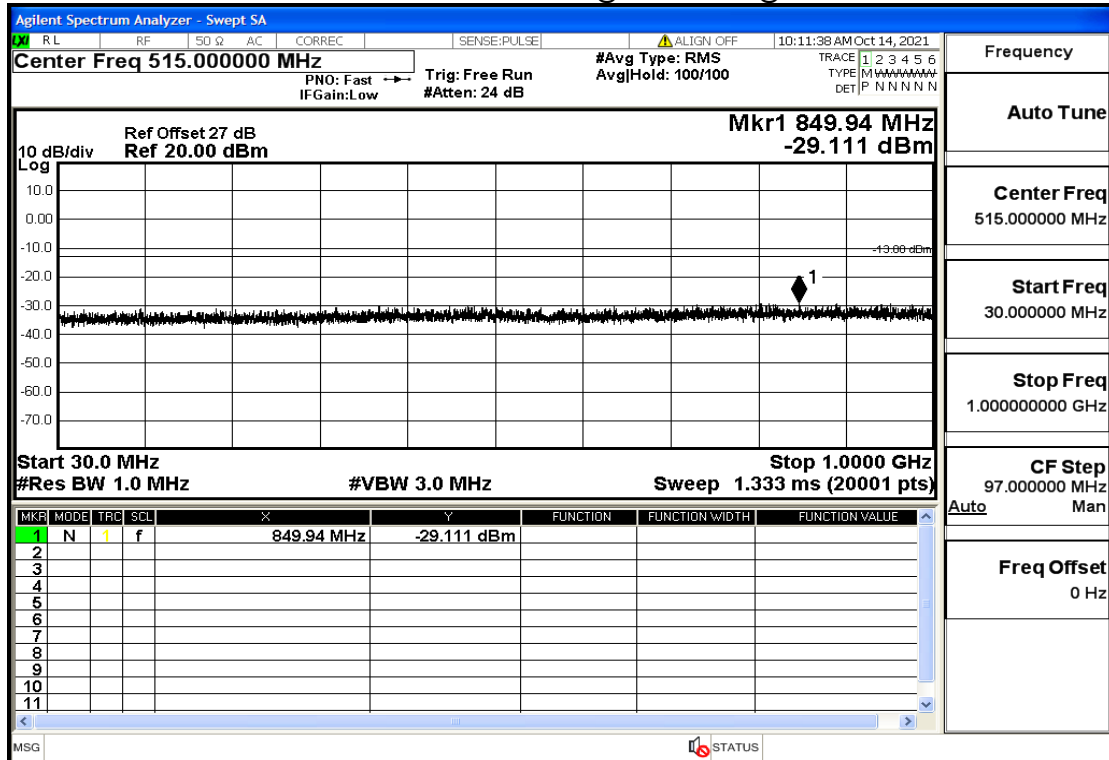 Agilent Spectrum Analyzer - Swept SA
LXI RL RF 50 Ω AC CORREC SENSE:PULSE ALIGN OFF 10:11:38 AM Oct 14, 2021
Center Freq 515.000000 MHz
PNO: Fast
IFGain:Low
Trig: Free Run
#Atten: 24 dB
#Avg Type: RMS
Avg|Hold: 100/100
TRACE 1 2 3 4 5 6
TYPE M WWWWW
DET P N N N N N
Ref Offset 27 dB
10 dB/div Ref 20.00 dBm
Log
Mkr1 849.94 MHz
-29.111 dBm
10.0
0.00
-10.0
-13.00 dBm
-20.0
1
-30.0
-40.0
-50.0
-60.0
-70.0
Start 30.0 MHz Stop 1.0000 GHz
#Res BW 1.0 MHz #VBW 3.0 MHz Sweep 1.333 ms (20001 pts)
MKR MODE TRC SCL X Y FUNCTION FUNCTION WIDTH FUNCTION VALUE
1 N 1 f 849.94 MHz -29.111 dBm
2
3
4
5
6
7
8
9
10
11
MSG STATUS
Frequency
Auto Tune
Center Freq
515.000000 MHz
Start Freq
30.000000 MHz
Stop Freq
1.000000000 GHz
CF Step
97.000000 MHz
Auto Man
Freq Offset
0 Hz